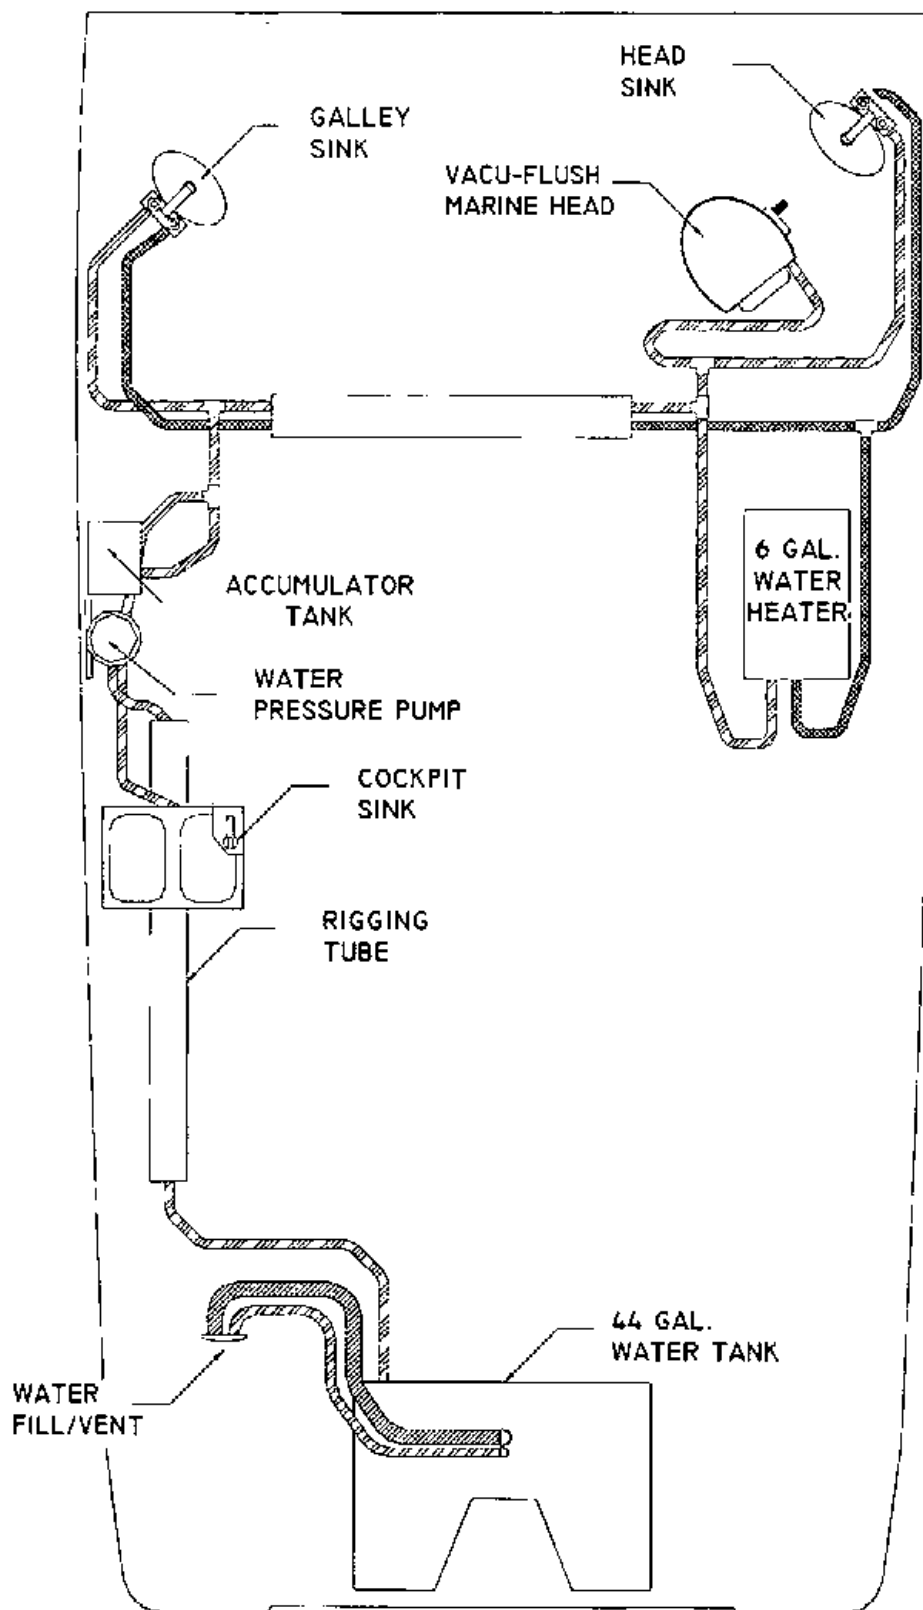 HEAD
SINK
GALLEY
SINK
VACU-FLUSH
MARINE HEAD
6 GAL.
WATER
HEATER
ACCUMULATOR
TANK
WATER
PRESSURE PUMP
COCKPIT
SINK
RIGGING
TUBE
44 GAL.
WATER TANK
WATER
FILL/VENT